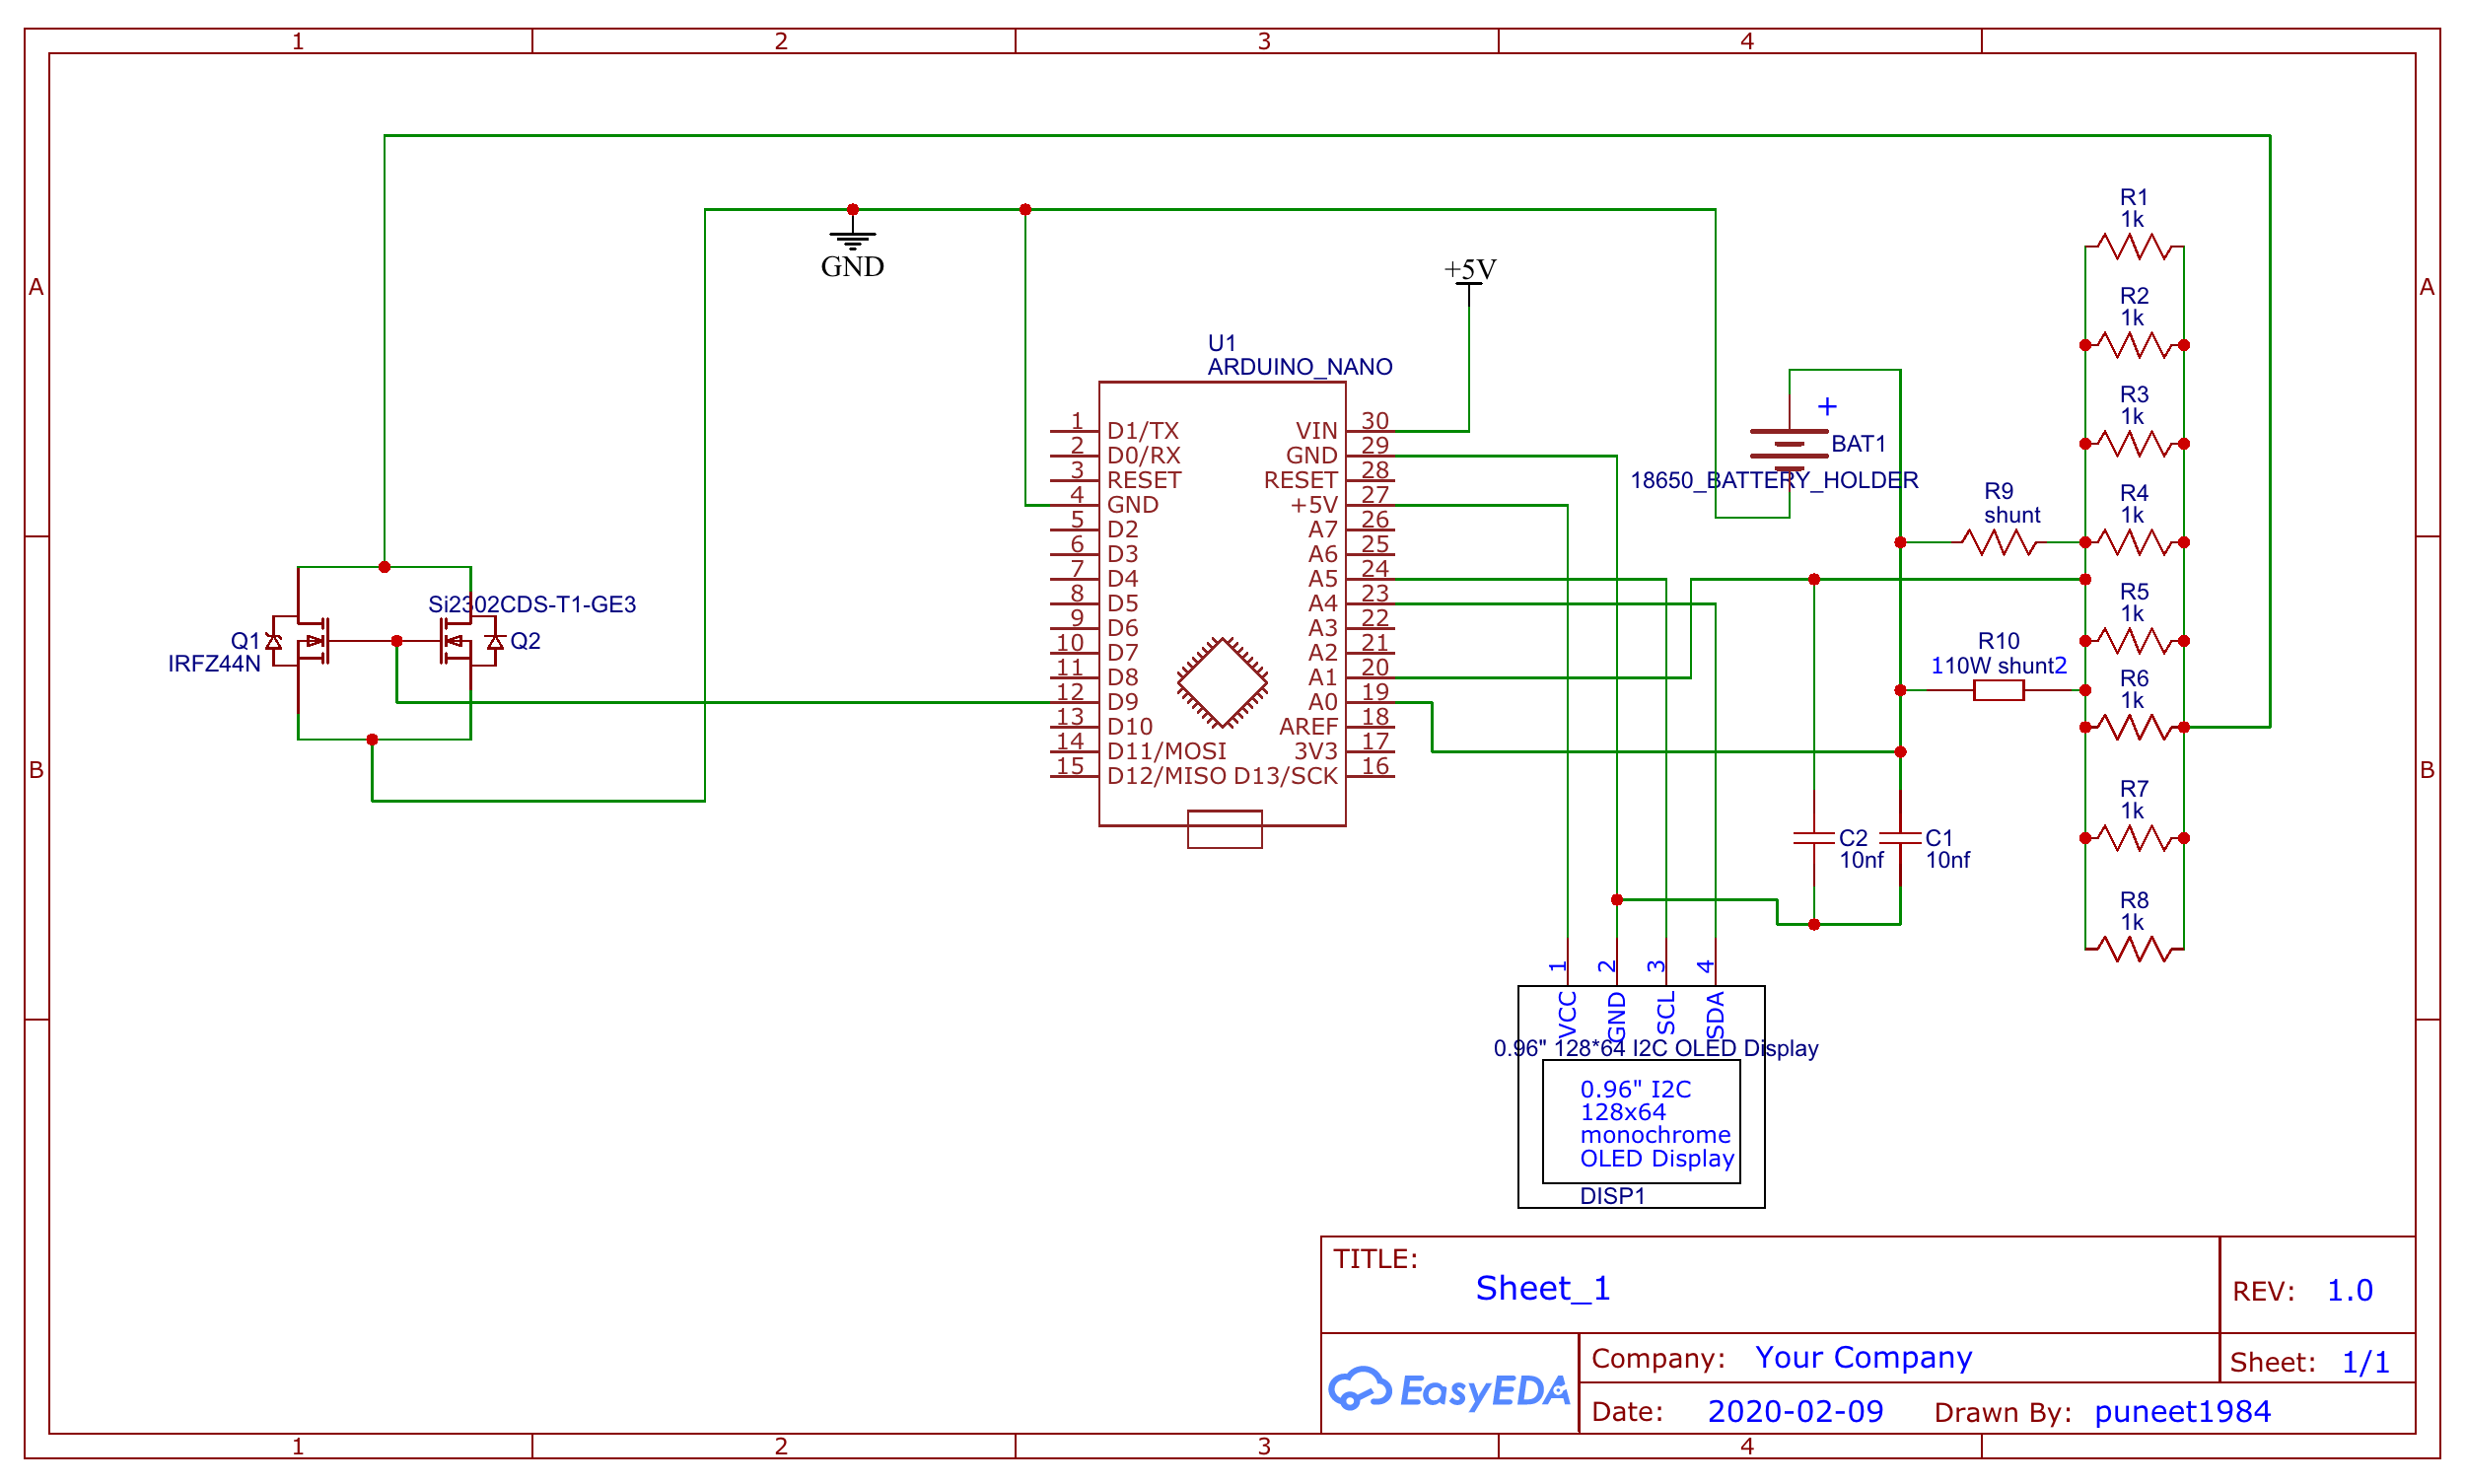 1
2
3
4
A
A
B
B
1
2
3
4
GND
+5V
U1
ARDUINO_NANO
1
2
3
4
5
6
7
8
9
10
11
12
13
14
15
D1/TX
D0/RX
RESET
GND
D2
D3
D4
D5
D6
D7
D8
D9
D10
D11/MOSI
D12/MISO
VIN
GND
RESET
+5V
A7
A6
A5
A4
A3
A2
A1
A0
AREF
3V3
D13/SCK
30
29
28
27
26
25
24
23
22
21
20
19
18
17
16
Q1
IRFZ44N
Si2302CDS-T1-GE3
Q2
+
BAT1
18650_BATTERY_HOLDER
R9
shunt
R10
110W shunt2
R1
1k
R2
1k
R3
1k
R4
1k
R5
1k
R6
1k
R7
1k
R8
1k
C2
10nf
C1
10nf
1
2
3
4
VCC
GND
SCL
SDA
0.96" 128*64 I2C OLED Display
0.96" I2C
128x64
monochrome
OLED Display
DISP1
TITLE:
Sheet_1
REV: 1.0
EasyEDA
Company: Your Company
Sheet: 1/1
Date: 2020-02-09
Drawn By: puneet1984